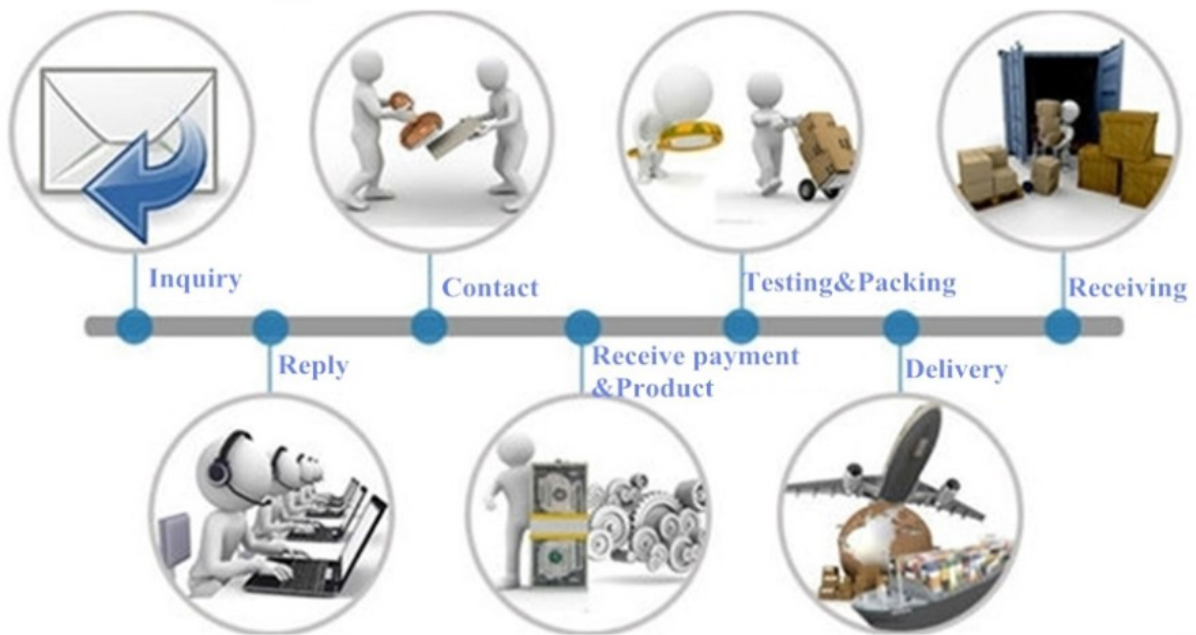 Inquiry
Reply
Contact
Receive payment
&Product
Testing&Packing
Delivery
Receiving